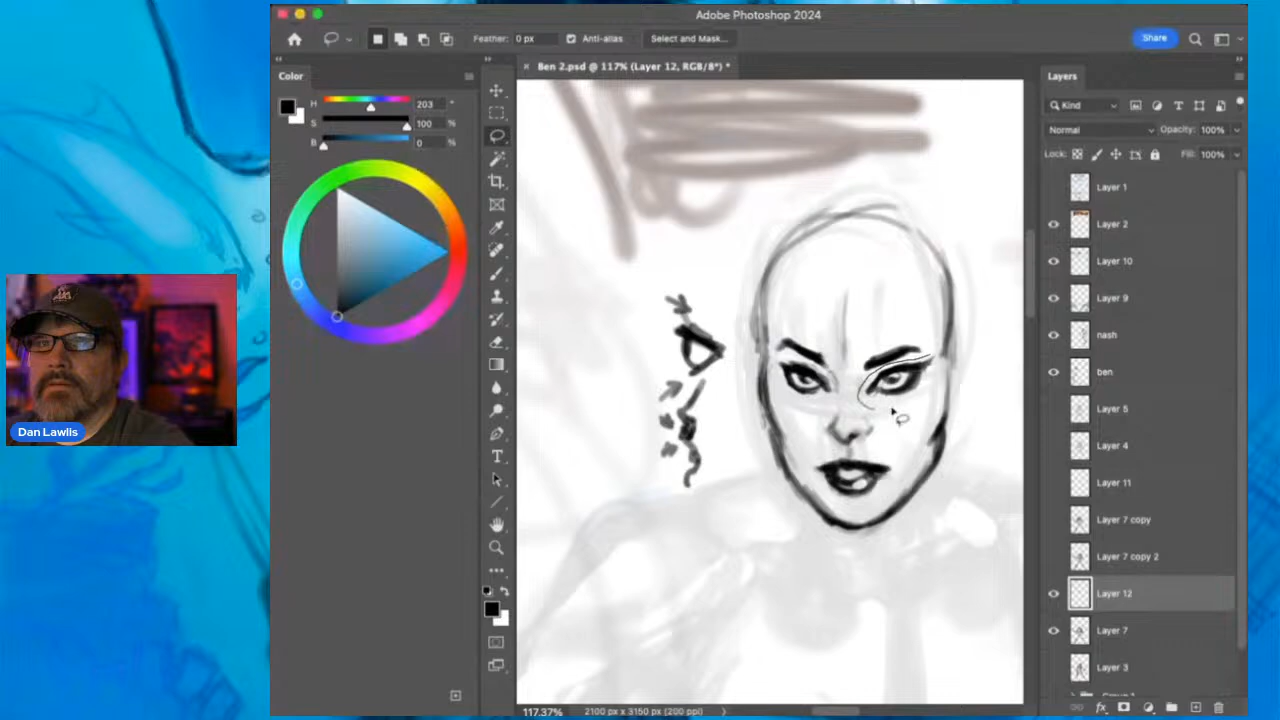 Adobe Photoshop 2024
Feather: 0 px Anti-alias Select and Mask... Share
Color
Ben 2.psd @ 117% (Layer 12, RGB/8*) *
Layers
H 203 °
S 100 %
B 0 %
Kind
Normal Opacity: 100%
Lock: Fill: 100%
Layer 1
Layer 2
Layer 10
Layer 9
nash
ben
Layer 5
Layer 4
Layer 11
Layer 7 copy
Layer 7 copy 2
Layer 12
Layer 7
Layer 3
Dan Lawlis
117.37% 2100 px x 3150 px (200 ppi)